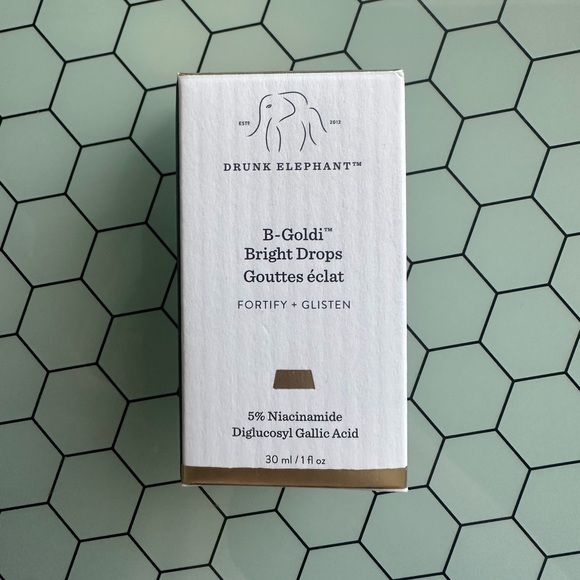 ESTD 2012
DRUNK ELEPHANT™
B-Goldi™
Bright Drops
Gouttes éclat
FORTIFY + GLISTEN
5% Niacinamide
Diglucosyl Gallic Acid
30 ml / 1 fl oz